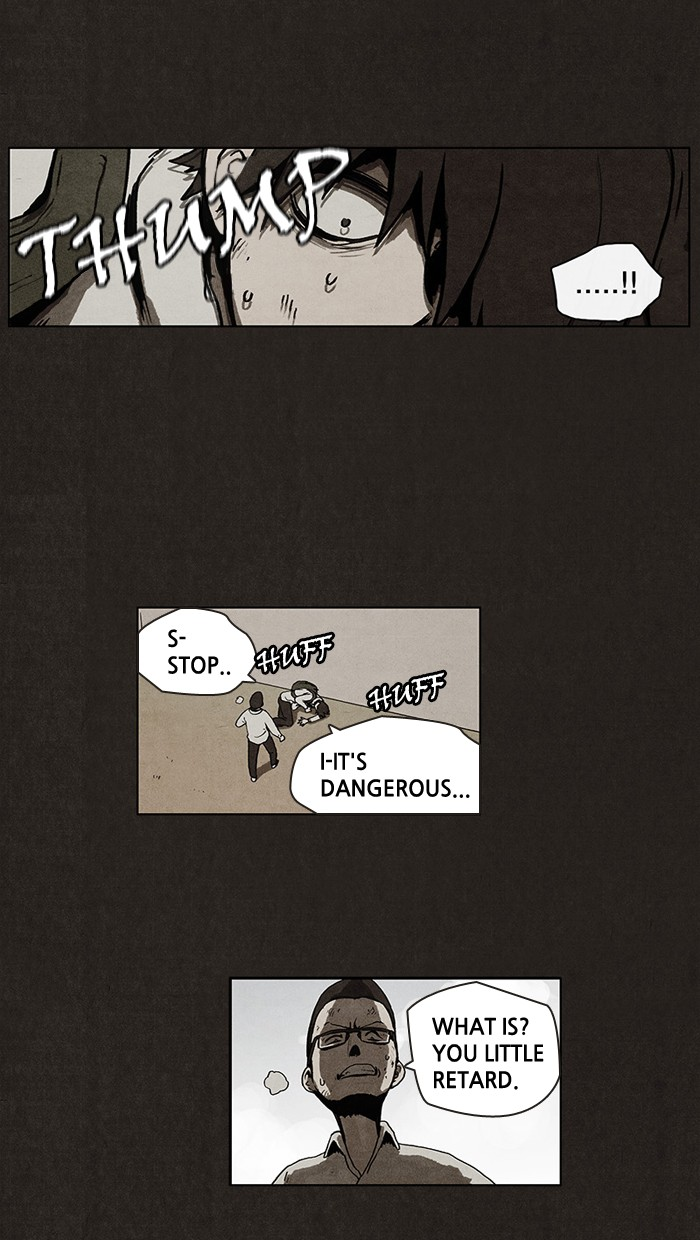 THUMP
.....!!
S-
STOP..
HUFF
HUFF
I-IT'S
DANGEROUS...
WHAT IS?
YOU LITTLE
RETARD.